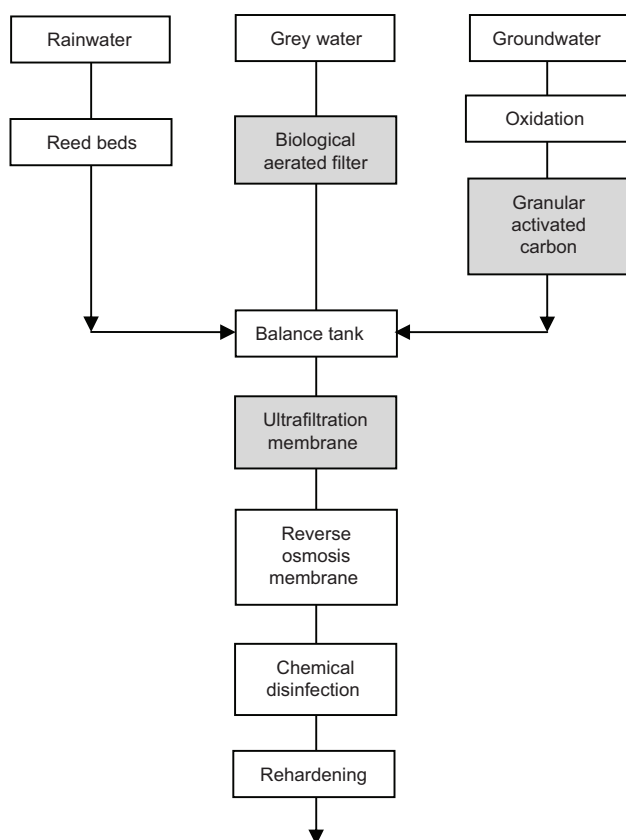 Rainwater
Grey water
Groundwater
Reed beds
Biological
aerated filter
Oxidation
Granular
activated
carbon
Balance tank
Ultrafiltration
membrane
Reverse
osmosis
membrane
Chemical
disinfection
Rehardening